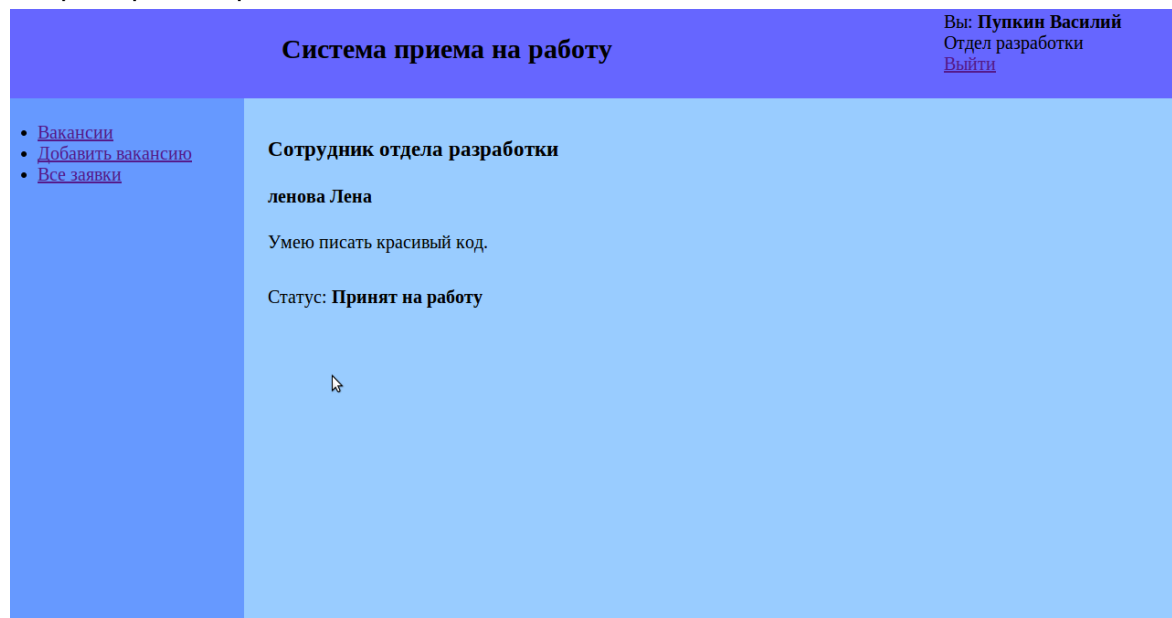 Система приема на работу
Вы: Пупкин Василий
Отдел разработки
Выйти
Вакансии
Добавить вакансию
Все заявки
Сотрудник отдела разработки
ленова Лена
Умею писать красивый код.
Статус: Принят на работу